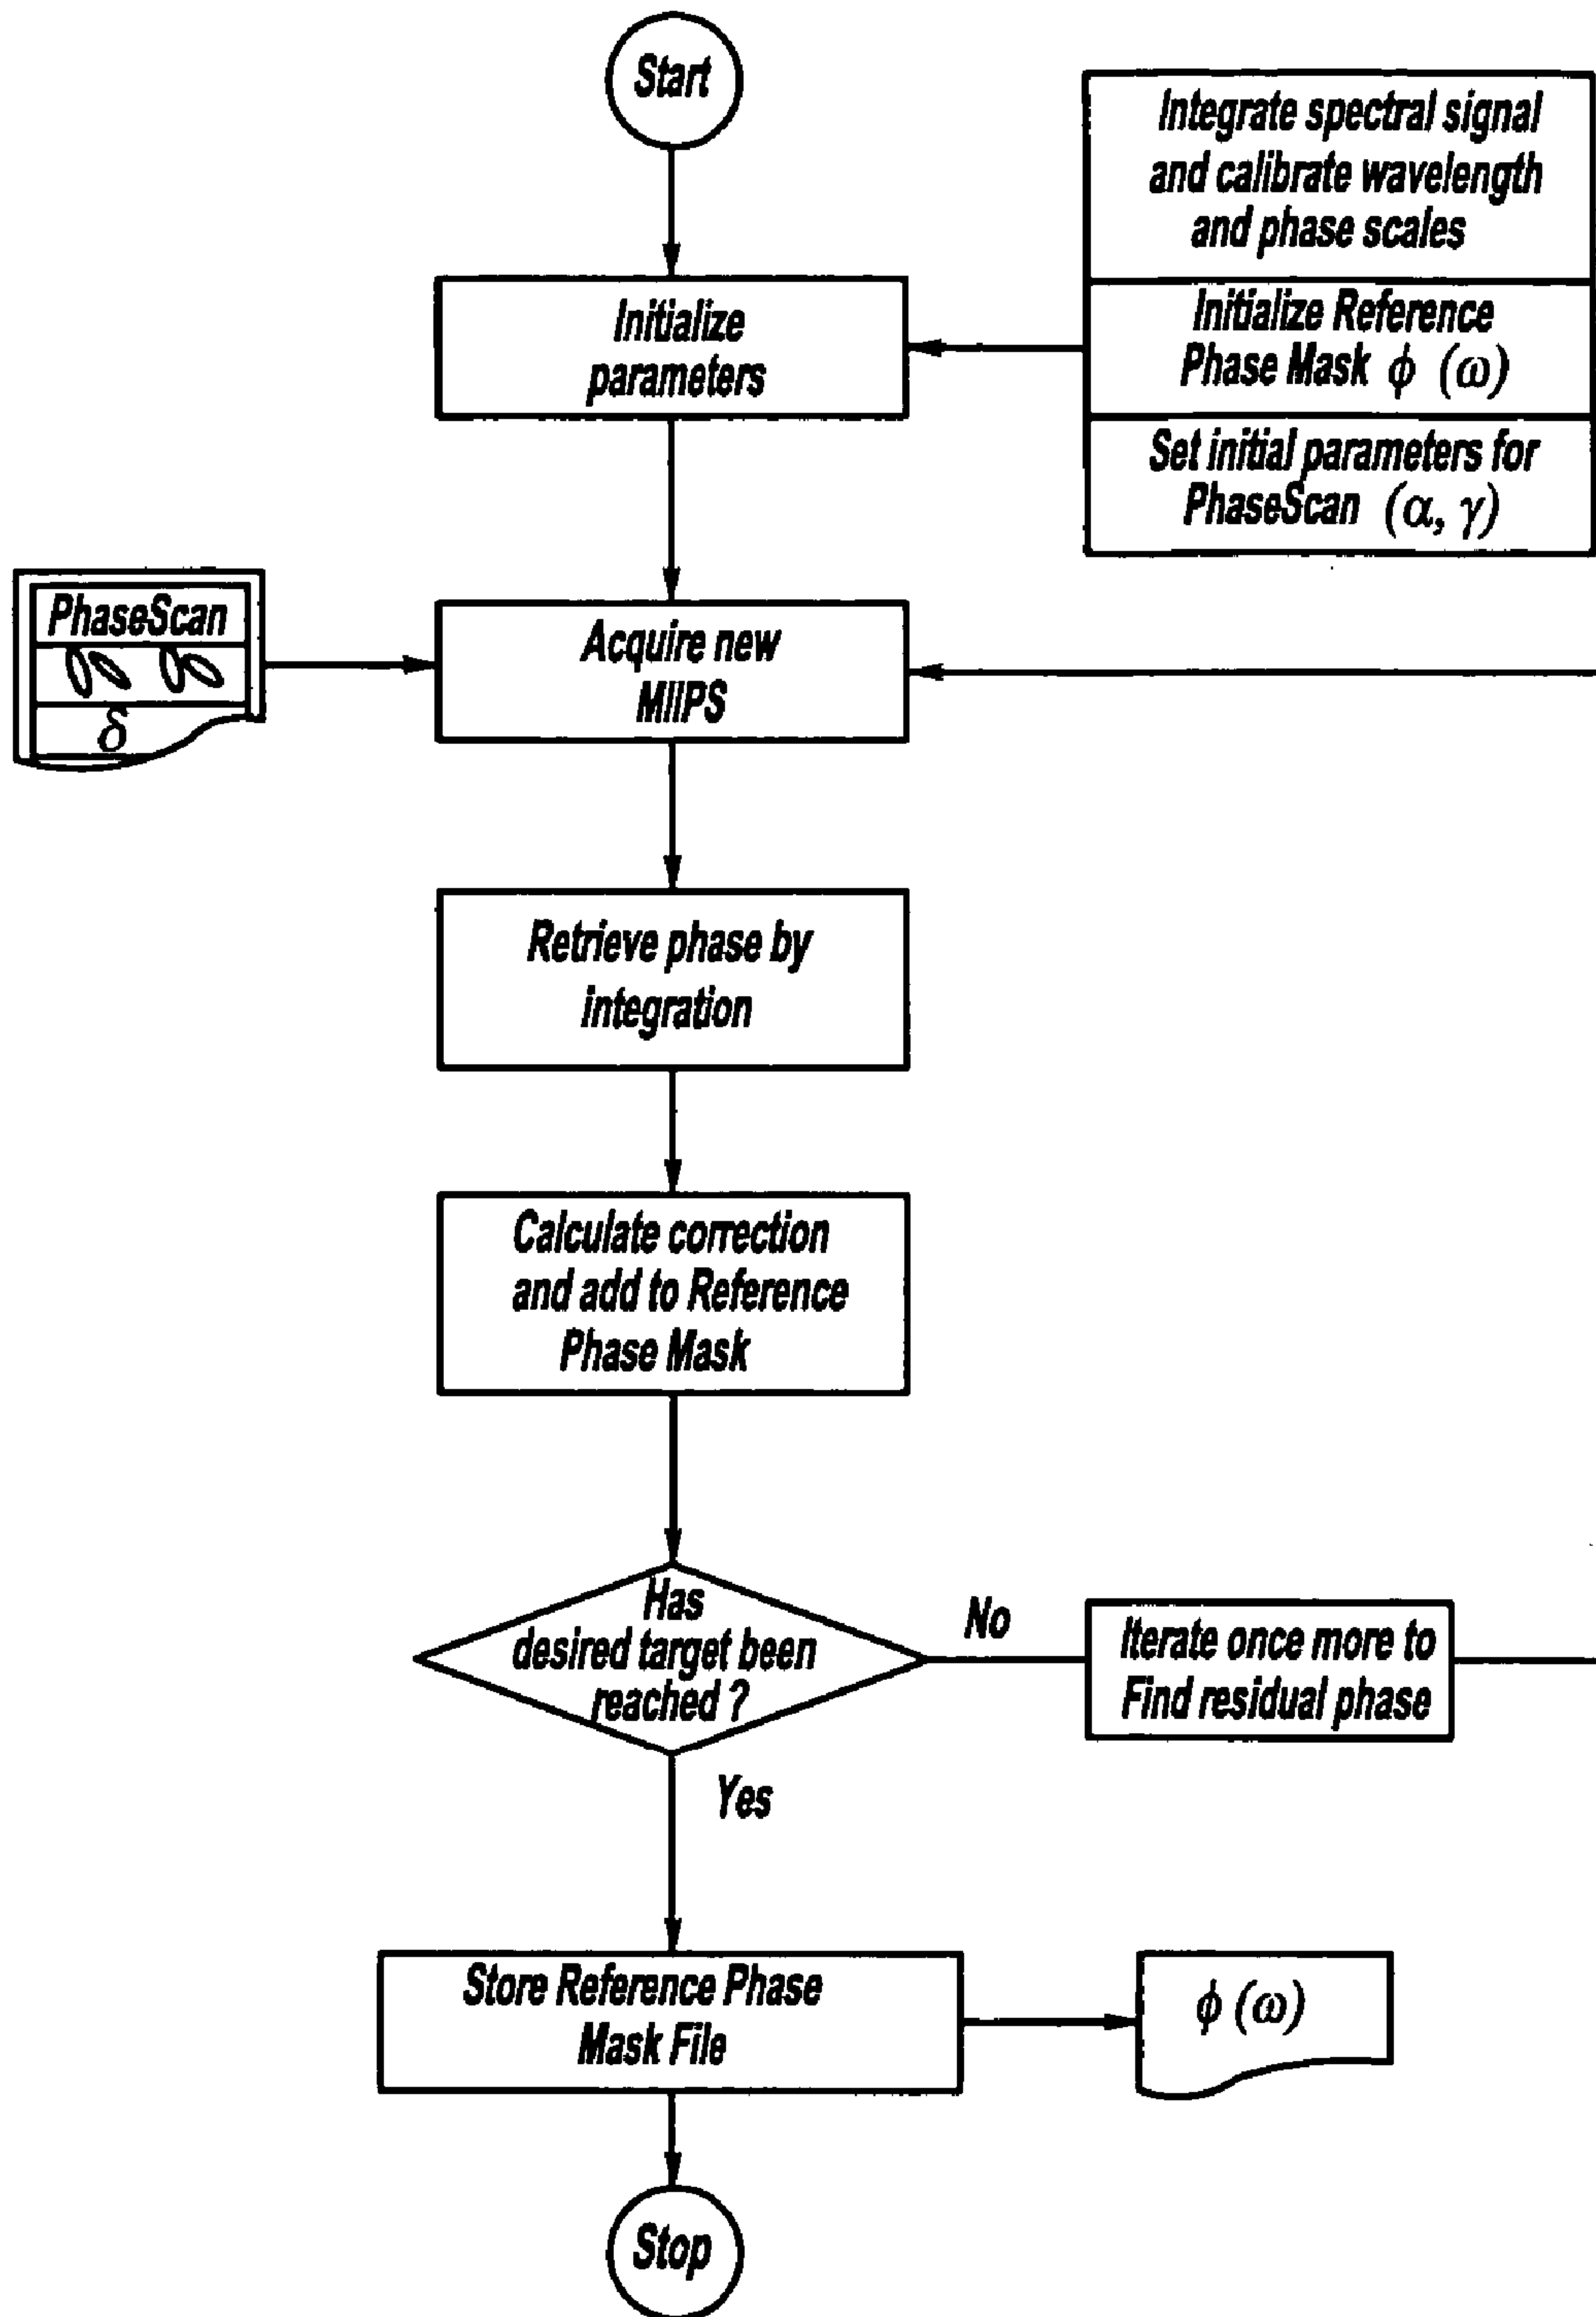 Start
Integrate spectral signal
and calibrate wavelength
and phase scales
Initialize Reference
Phase Mask ϕ (ω)
Set initial parameters for
PhaseScan (α, γ)
Initialize
parameters
PhaseScan
δ
Acquire new
MIIPS
Retrieve phase by
integration
Calculate correction
and add to Reference
Phase Mask
Has
desired target been
reached ?
No
Iterate once more to
Find residual phase
Yes
Store Reference Phase
Mask File
ϕ (ω)
Stop